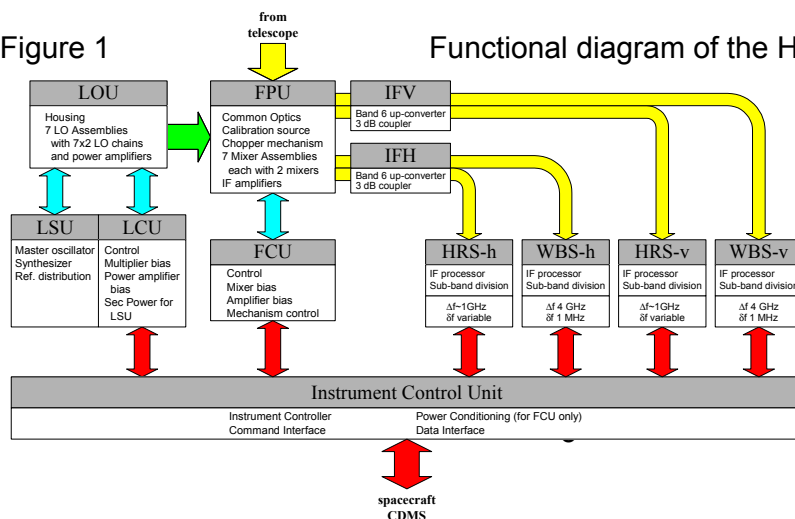 from
telescope
Figure 1
Functional diagram of the H
LOU
Housing
7 LO Assemblies
with 7x2 LO chains
and power amplifiers
FPU
Common Optics
Calibration source
Chopper mechanism
7 Mixer Assemblies
each with 2 mixers
IF amplifiers
IFV
Band 6 up-converter
3 dB coupler
IFH
Band 6 up-converter
3 dB coupler
LSU
Master oscillator
Synthesizer
Ref. distribution
LCU
Control
Multiplier bias
Power amplifier
bias
Sec Power for
LSU
FCU
Control
Mixer bias
Amplifier bias
Mechanism control
HRS-h
IF processor
Sub-band division
Δf~1GHz
δf variable
WBS-h
IF processor
Sub-band division
Δf 4 GHz
δf 1 MHz
HRS-v
IF processor
Sub-band division
Δf~1GHz
δf variable
WBS-v
IF processor
Sub-band division
Δf 4 GHz
δf 1 MHz
Instrument Control Unit
Instrument Controller
Command Interface
Power Conditioning (for FCU only)
Data Interface
spacecraft
CDMS